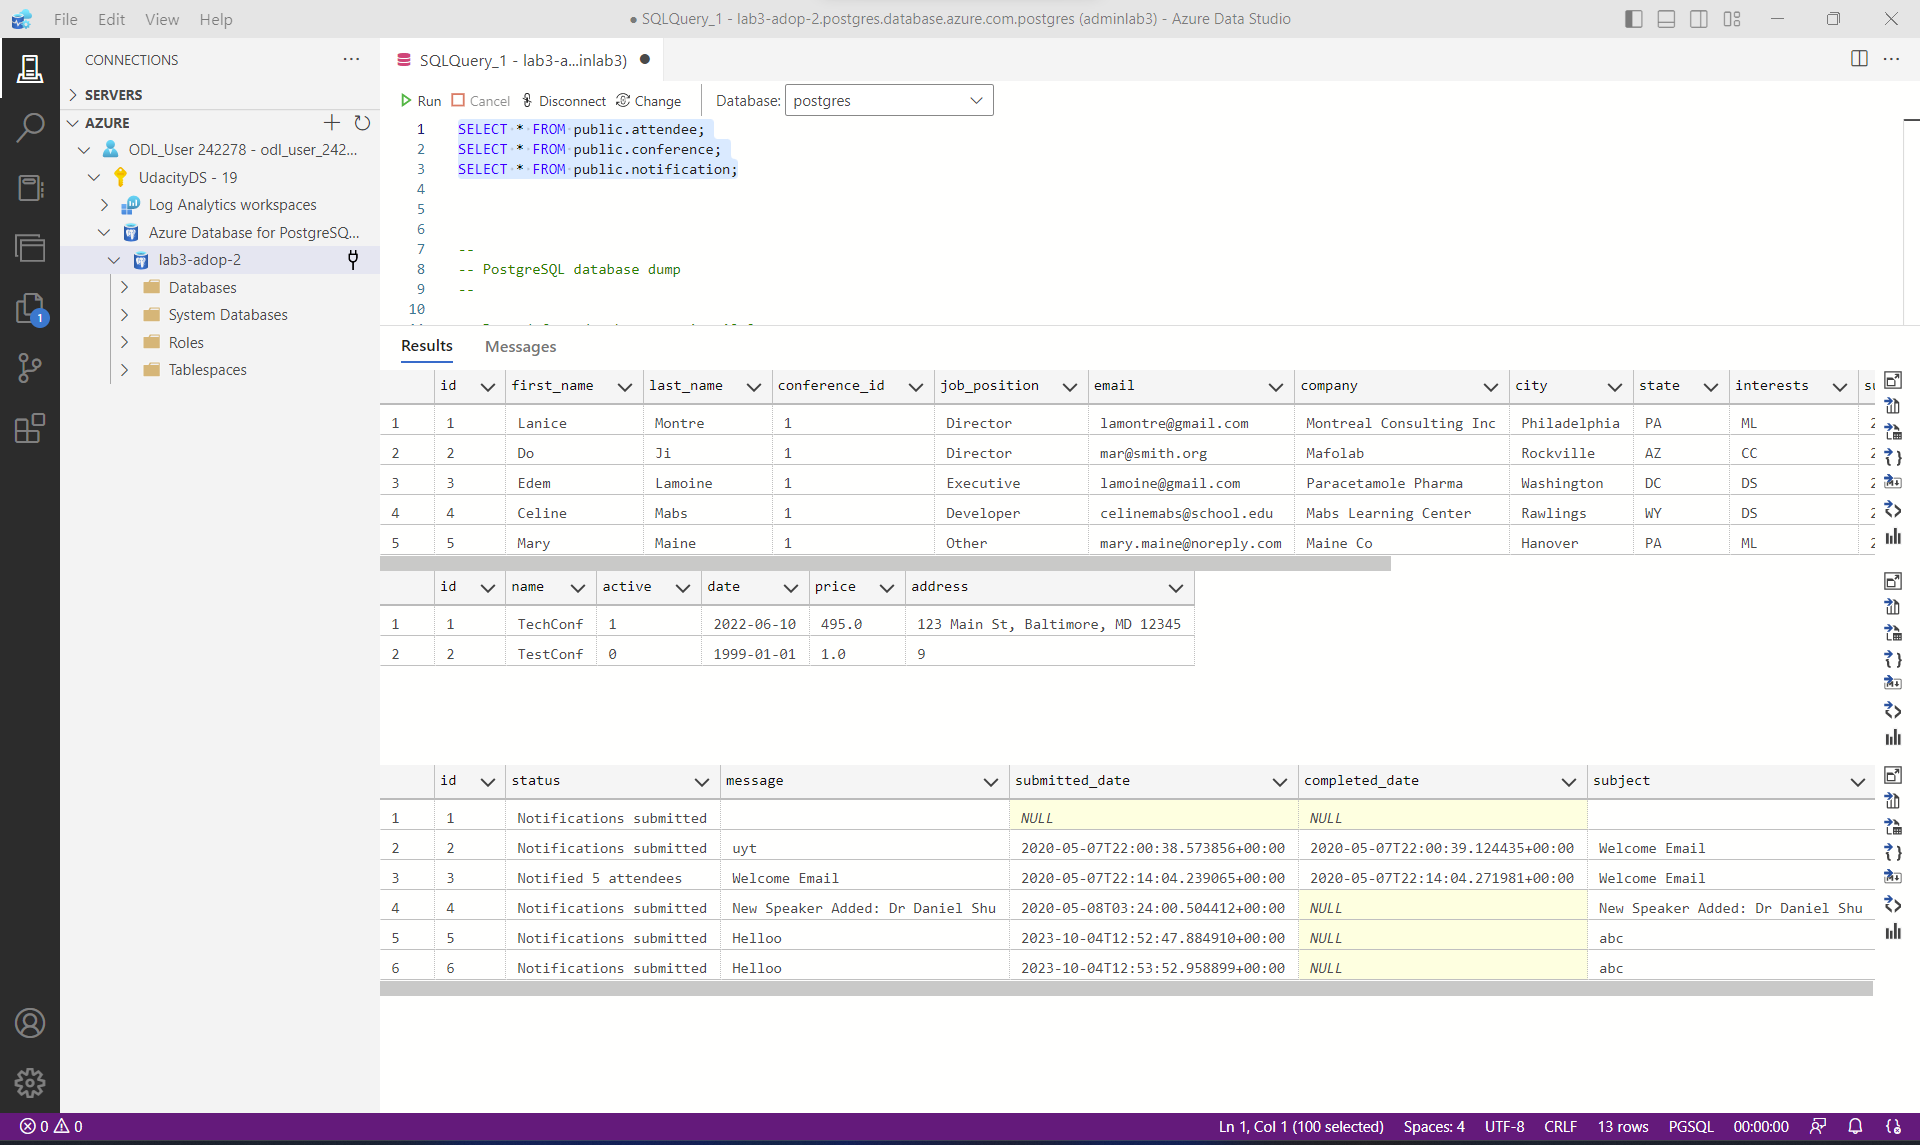 File Edit View Help
● SQLQuery_1 - lab3-adop-2.postgres.database.azure.com.postgres (adminlab3) - Azure Data Studio
CONNECTIONS
SERVERS
AZURE
ODL_User 242278 - odl_user_242...
UdacityDS - 19
Log Analytics workspaces
Azure Database for PostgreSQ...
lab3-adop-2
Databases
System Databases
Roles
Tablespaces
1
SQLQuery_1 - lab3-a...inlab3)
Run Cancel Disconnect Change Database: postgres
1 SELECT * FROM public.attendee;
2 SELECT * FROM public.conference;
3 SELECT * FROM public.notification;
4
5
6
7 --
8 -- PostgreSQL database dump
9 --
10
Results Messages
id first_name last_name conference_id job_position email company city state interests
1 1 Lanice Montre 1 Director lamontre@gmail.com Montreal Consulting Inc Philadelphia PA ML 2
2 2 Do Ji 1 Director mar@smith.org Mafolab Rockville AZ CC 2
3 3 Edem Lamoine 1 Executive lamoine@gmail.com Paracetamole Pharma Washington DC DS 2
4 4 Celine Mabs 1 Developer celinemabs@school.edu Mabs Learning Center Rawlings WY DS 2
5 5 Mary Maine 1 Other mary.maine@noreply.com Maine Co Hanover PA ML 2
id name active date price address
1 1 TechConf 1 2022-06-10 495.0 123 Main St, Baltimore, MD 12345
2 2 TestConf 0 1999-01-01 1.0 9
id status message submitted_date completed_date subject
1 1 Notifications submitted NULL NULL
2 2 Notifications submitted uyt 2020-05-07T22:00:38.573856+00:00 2020-05-07T22:00:39.124435+00:00 Welcome Email
3 3 Notified 5 attendees Welcome Email 2020-05-07T22:14:04.239065+00:00 2020-05-07T22:14:04.271981+00:00 Welcome Email
4 4 Notifications submitted New Speaker Added: Dr Daniel Shu 2020-05-08T03:24:00.504412+00:00 NULL New Speaker Added: Dr Daniel Shu
5 5 Notifications submitted Helloo 2023-10-04T12:52:47.884910+00:00 NULL abc
6 6 Notifications submitted Helloo 2023-10-04T12:53:52.958899+00:00 NULL abc
0 0 Ln 1, Col 1 (100 selected) Spaces: 4 UTF-8 CRLF 13 rows PGSQL 00:00:00